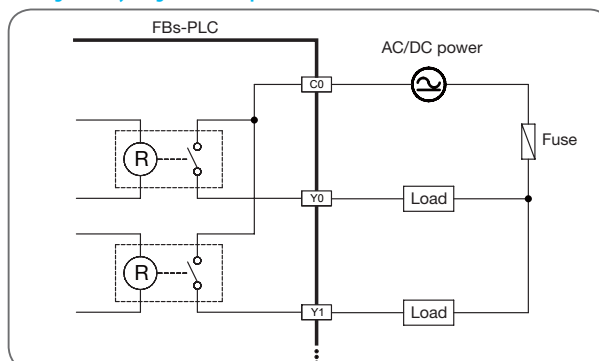 FBs-PLC
AC/DC power
C0
Fuse
R
Y0
Load
R
Y1
Load